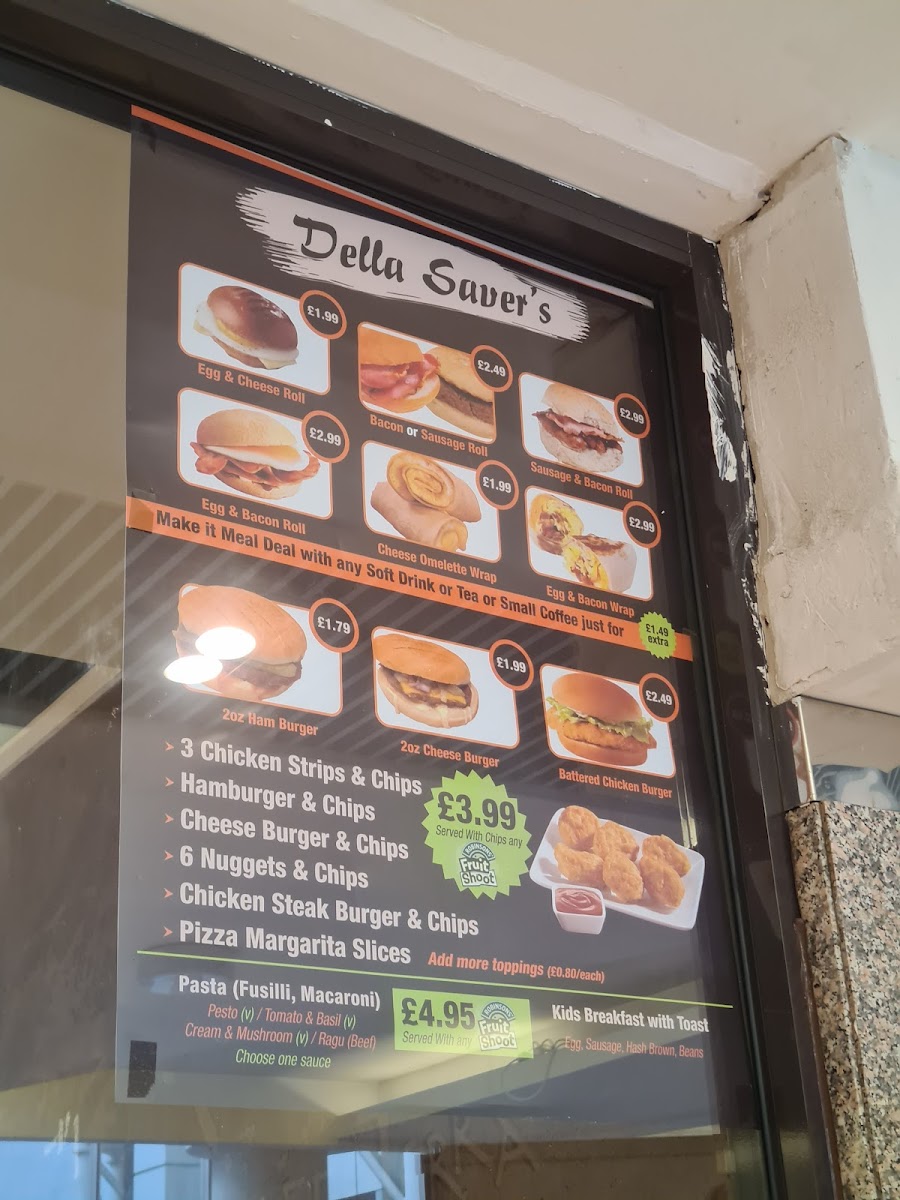 Della Saver's
£1.99
Egg & Cheese Roll
£2.49
Bacon or Sausage Roll
£2.99
Sausage & Bacon Roll
£2.99
Egg & Bacon Roll
£1.99
Cheese Omelette Wrap
£2.99
Egg & Bacon Wrap
Make it Meal Deal with any Soft Drink or Tea or Small Coffee just for
£1.49
extra
£1.79
2oz Ham Burger
£1.99
2oz Cheese Burger
£2.49
Battered Chicken Burger
3 Chicken Strips & Chips
Hamburger & Chips
Cheese Burger & Chips
6 Nuggets & Chips
Chicken Steak Burger & Chips
Pizza Margarita Slices
£3.99
Served With Chips any
ROBINSONS
Fruit
Shoot
Add more toppings (£0.80/each)
Pasta (Fusilli, Macaroni)
Pesto (v) / Tomato & Basil (v)
Cream & Mushroom (v) / Ragu (Beef)
Choose one sauce
£4.95
Served With any
ROBINSONS
Fruit
Shoot
Kids Breakfast with Toast
Egg, Sausage, Hash Brown, Beans